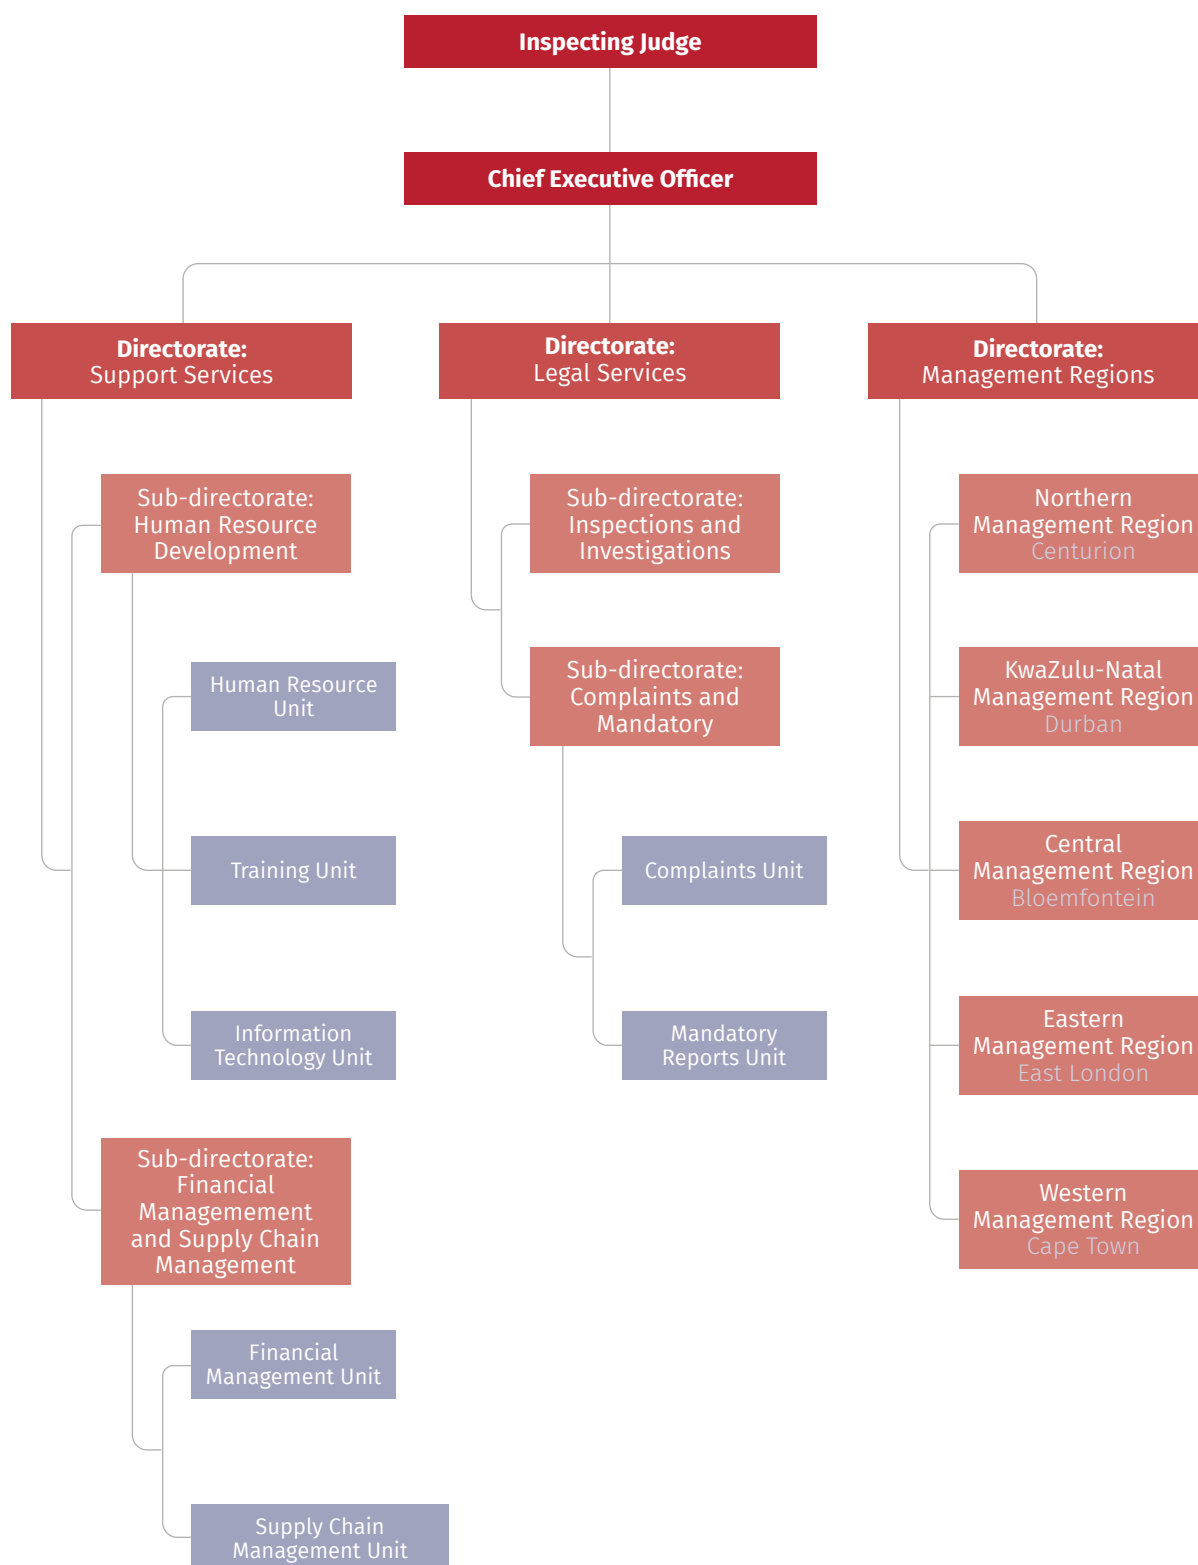 Inspecting Judge
Chief Executive Officer
Directorate:
Support Services
Sub-directorate:
Human Resource
Development
Human Resource
Unit
Training Unit
Information
Technology Unit
Sub-directorate:
Financial
Managemement
and Supply Chain
Management
Financial
Management Unit
Supply Chain
Management Unit
Directorate:
Legal Services
Sub-directorate:
Inspections and
Investigations
Sub-directorate:
Complaints and
Mandatory
Complaints Unit
Mandatory
Reports Unit
Directorate:
Management Regions
Northern
Management Region
Centurion
KwaZulu-Natal
Management Region
Durban
Central
Management Region
Bloemfontein
Eastern
Management Region
East London
Western
Management Region
Cape Town